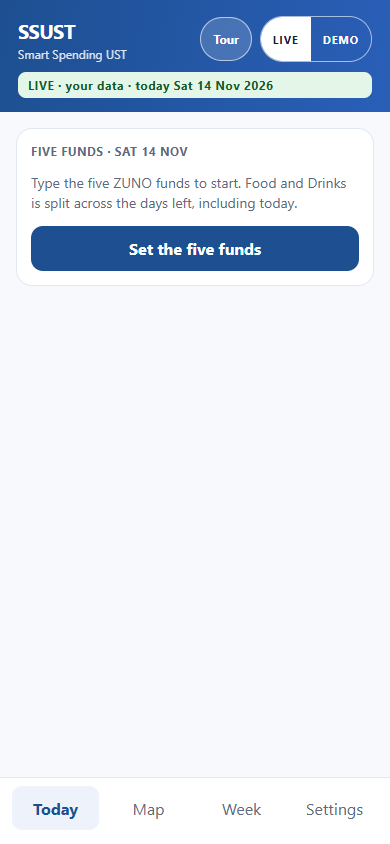 SSUST
Smart Spending UST
Tour
LIVE
DEMO
LIVE · your data · today Sat 14 Nov 2026
FIVE FUNDS · SAT 14 NOV
Type the five ZUNO funds to start. Food and Drinks
is split across the days left, including today.
Set the five funds
Today
Map
Week
Settings